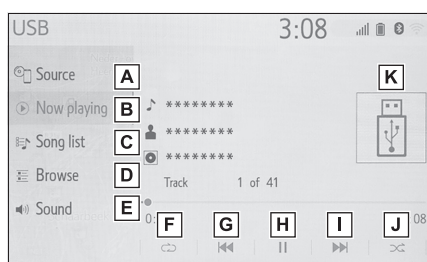 USB 3:08
Source A K
Now playing B ********
Song list C ********
********
Browse D Track 1 of 41
Sound E
0: F G H I J 08